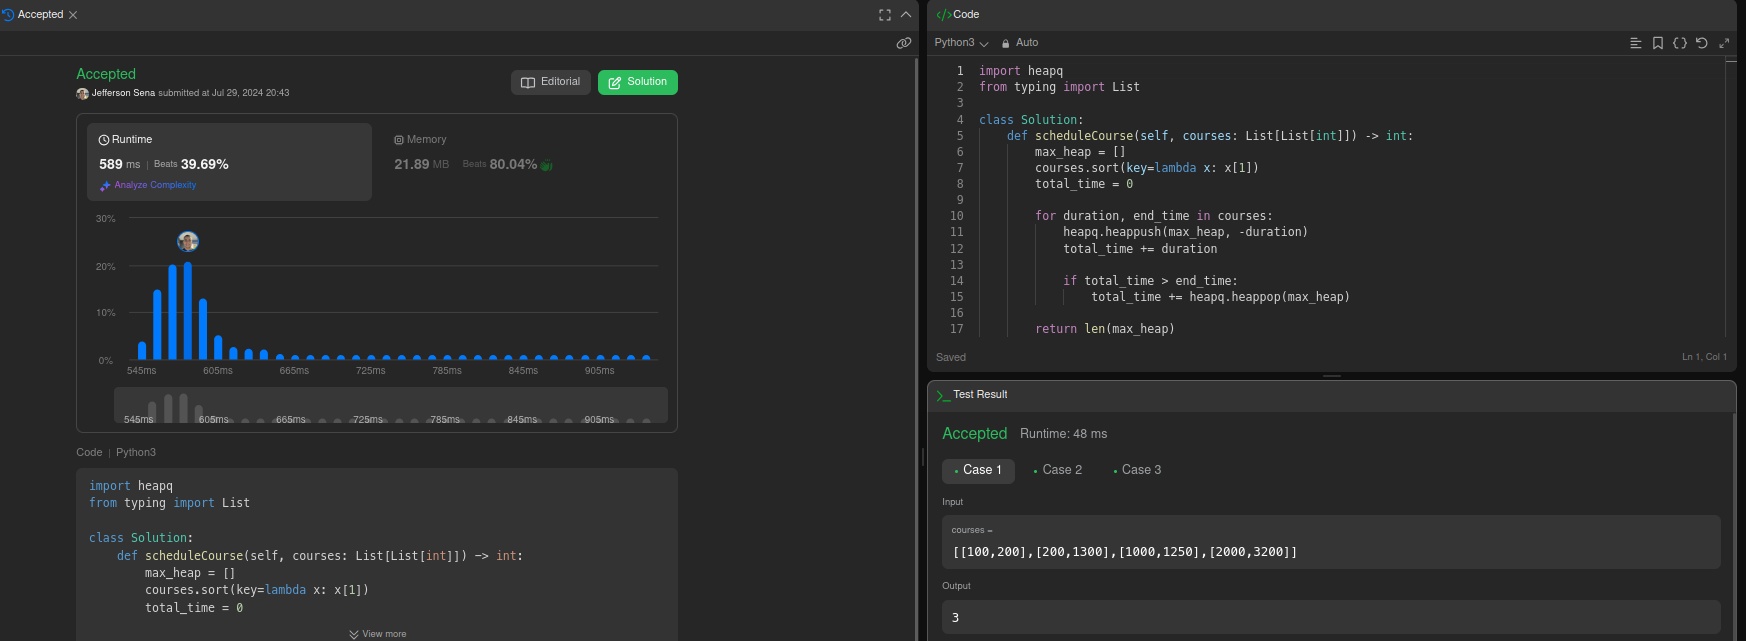 Accepted
Accepted
Jefferson Sena submitted at Jul 29, 2024 20:43
Editorial
Solution
Runtime
589 ms | Beats 39.69%
Analyze Complexity
Memory
21.89 MB Beats 80.04%
30%
20%
10%
0%
545ms 605ms 665ms 725ms 785ms 845ms 905ms
545ms 605ms 665ms 725ms 785ms 845ms 905ms
Code | Python3
import heapq
from typing import List
class Solution:
def scheduleCourse(self, courses: List[List[int]]) -> int:
max_heap = []
courses.sort(key=lambda x: x[1])
total_time = 0
View more
</>Code
Python3 Auto
1 import heapq
2 from typing import List
3
4 class Solution:
5 def scheduleCourse(self, courses: List[List[int]]) -> int:
6 max_heap = []
7 courses.sort(key=lambda x: x[1])
8 total_time = 0
9
10 for duration, end_time in courses:
11 heapq.heappush(max_heap, -duration)
12 total_time += duration
13
14 if total_time > end_time:
15 total_time += heapq.heappop(max_heap)
16
17 return len(max_heap)
Saved
Ln 1, Col 1
Test Result
Accepted Runtime: 48 ms
• Case 1 • Case 2 • Case 3
Input
courses =
[[100,200],[200,1300],[1000,1250],[2000,3200]]
Output
3